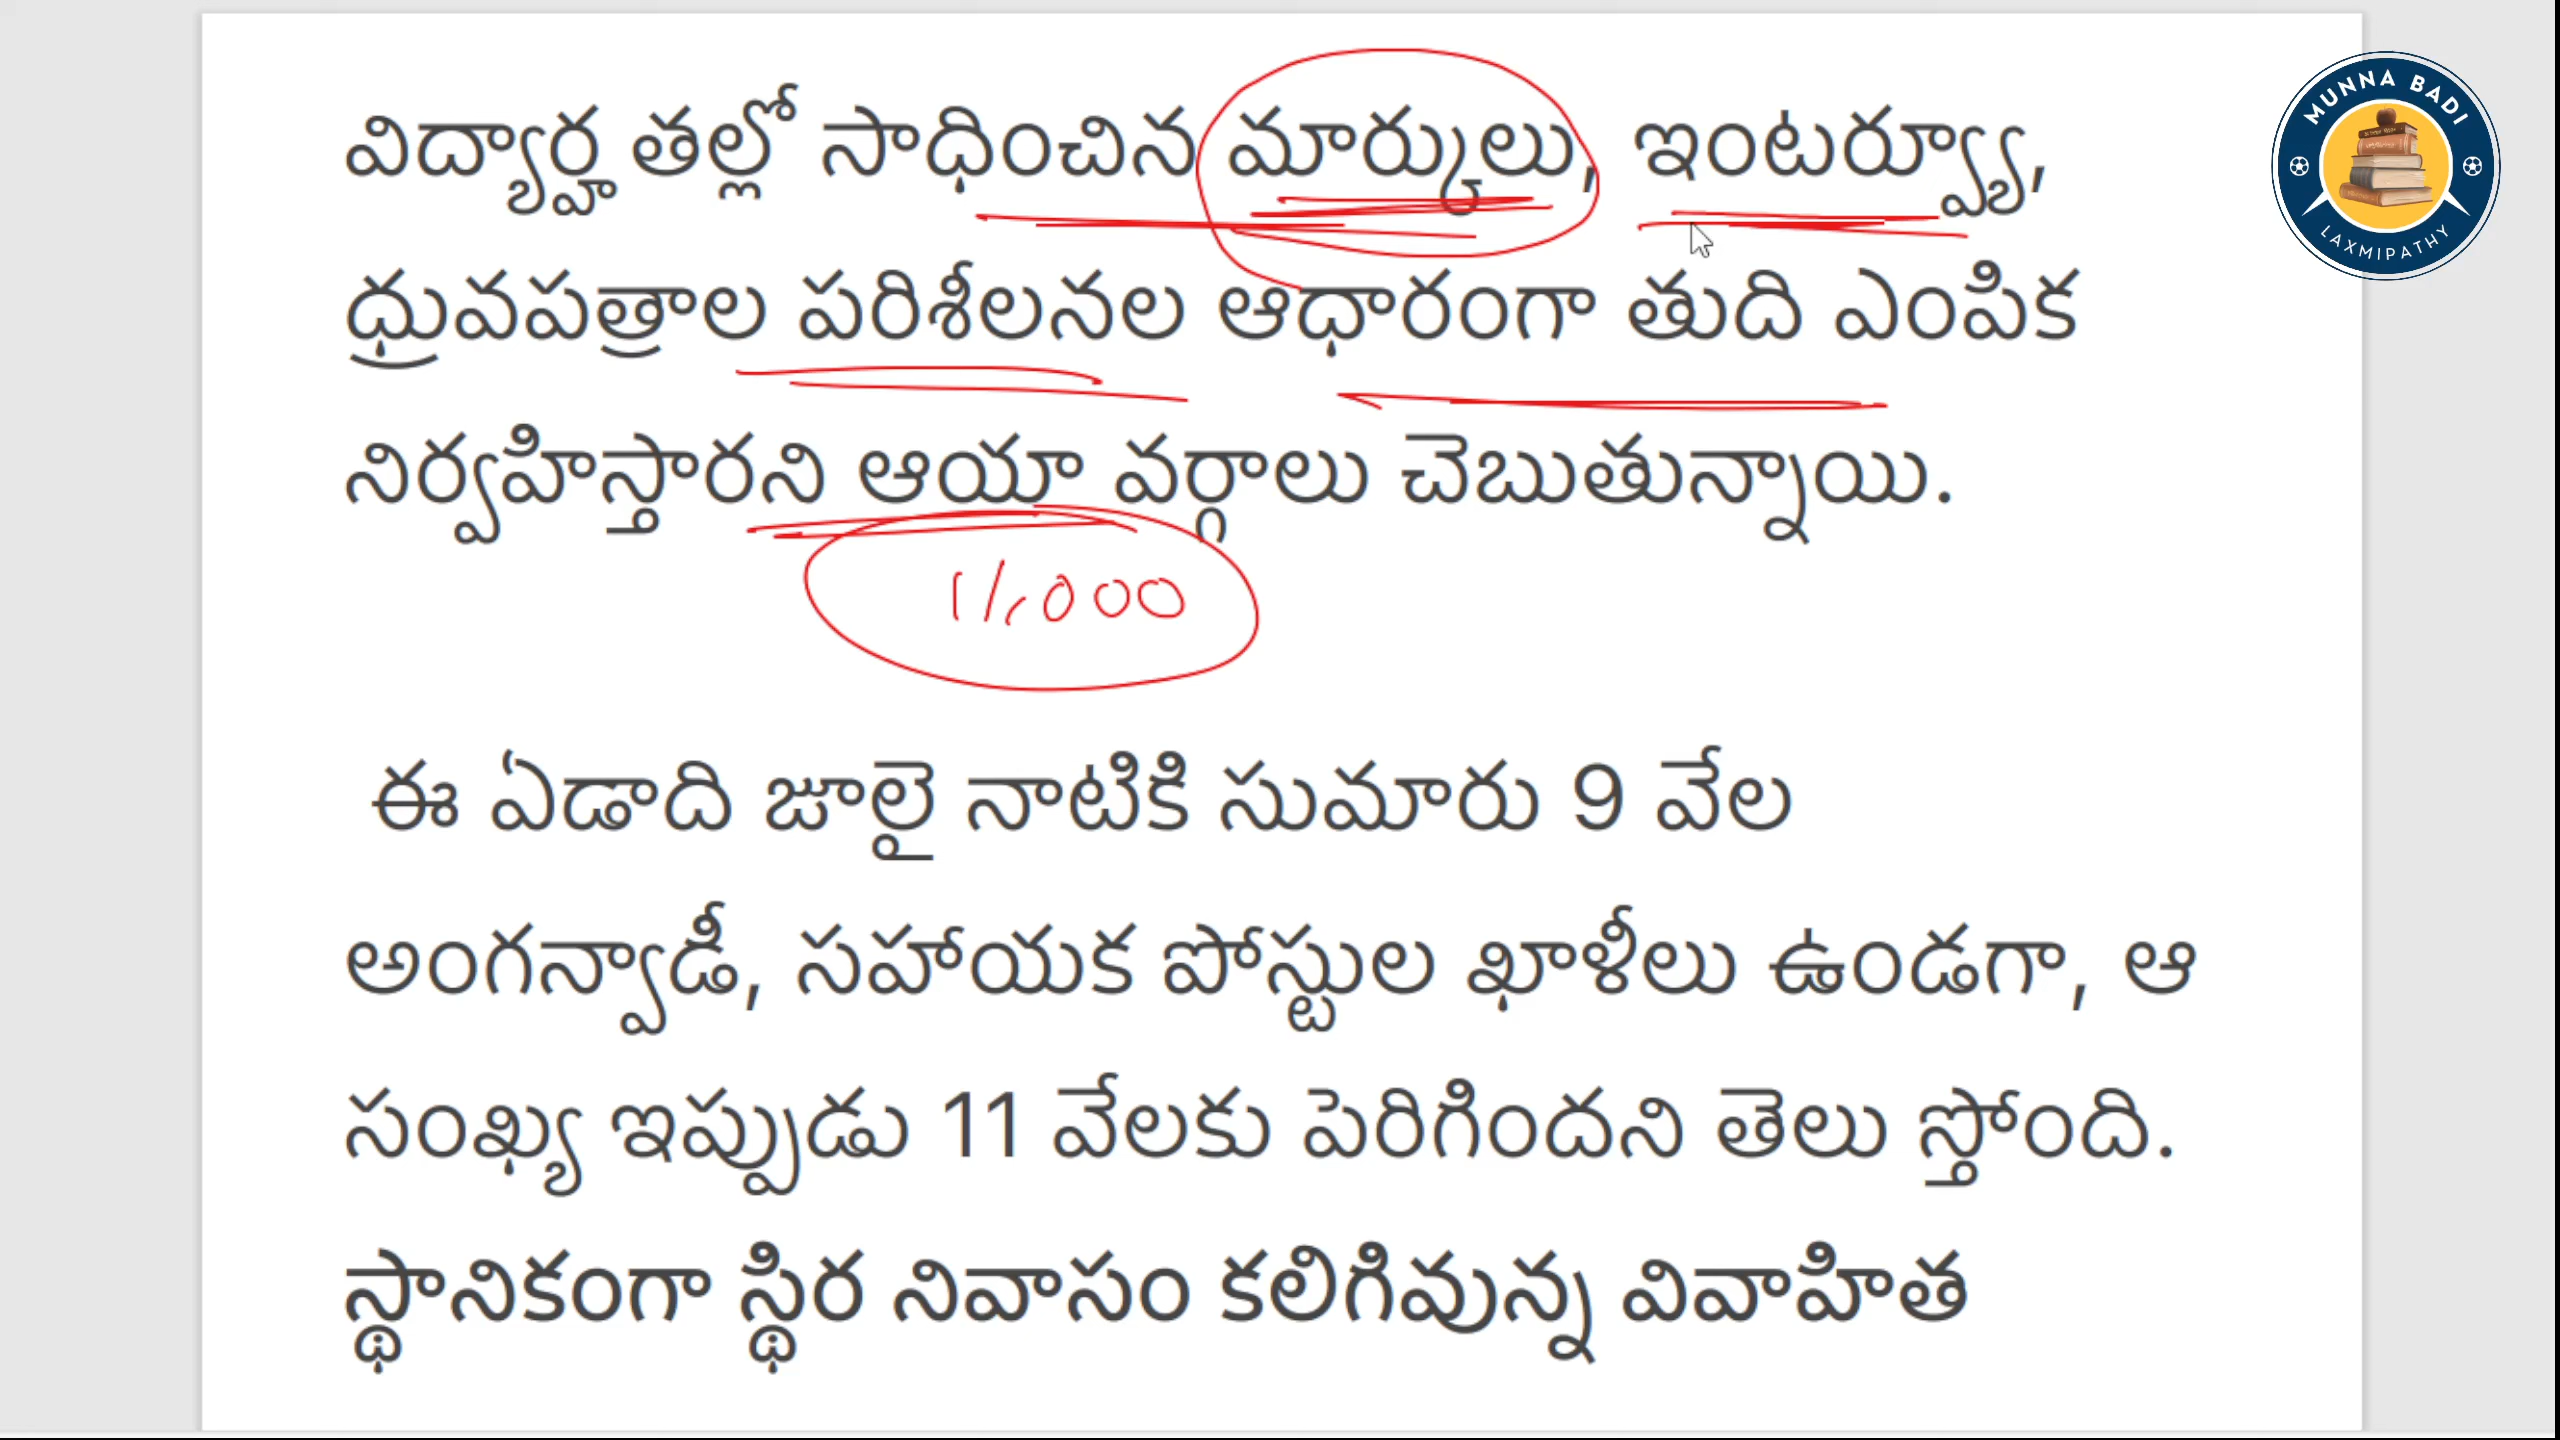 విద్యార్హ తల్లో సాధించిన మార్కులు, ఇంటర్వ్యూ,
ధ్రువపత్రాల పరిశీలనల ఆధారంగా తుది ఎంపిక
నిర్వహిస్తారని ఆయా వర్గాలు చెబుతున్నాయి.
11,000
ఈ ఏడాది జూలై నాటికి సుమారు 9 వేల
అంగన్వాడీ, సహాయక పోస్టుల ఖాళీలు ఉండగా, ఆ
సంఖ్య ఇప్పుడు 11 వేలకు పెరిగిందని తెలు స్తోంది.
స్థానికంగా స్థిర నివాసం కలిగివున్న వివాహిత
MUNNA BADI
LAXMIPATHY